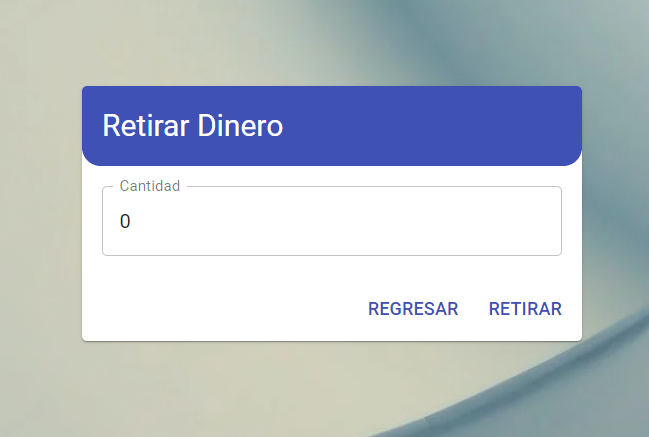 Retirar Dinero
Cantidad
0
REGRESAR RETIRAR